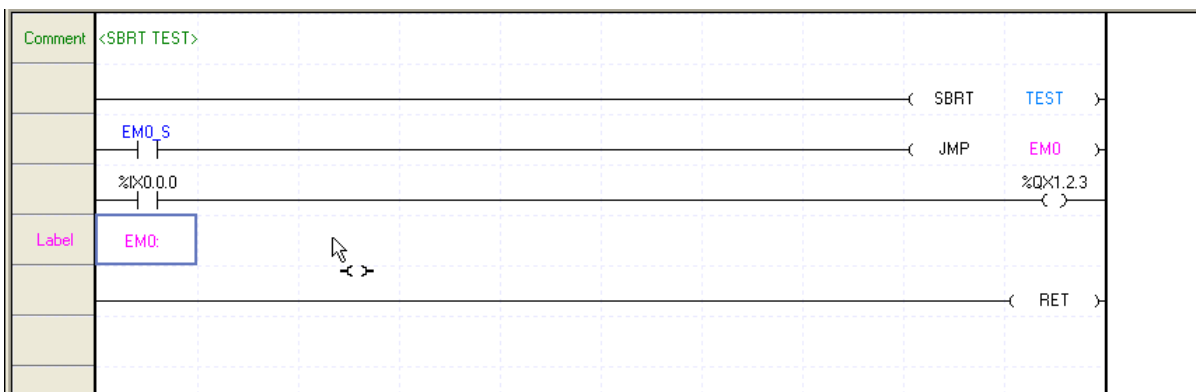 Comment <SBRT TEST>
SBRT TEST
EM0_S
JMP EM0
%IX0.0.0 %QX1.2.3
Label EM0:
RET